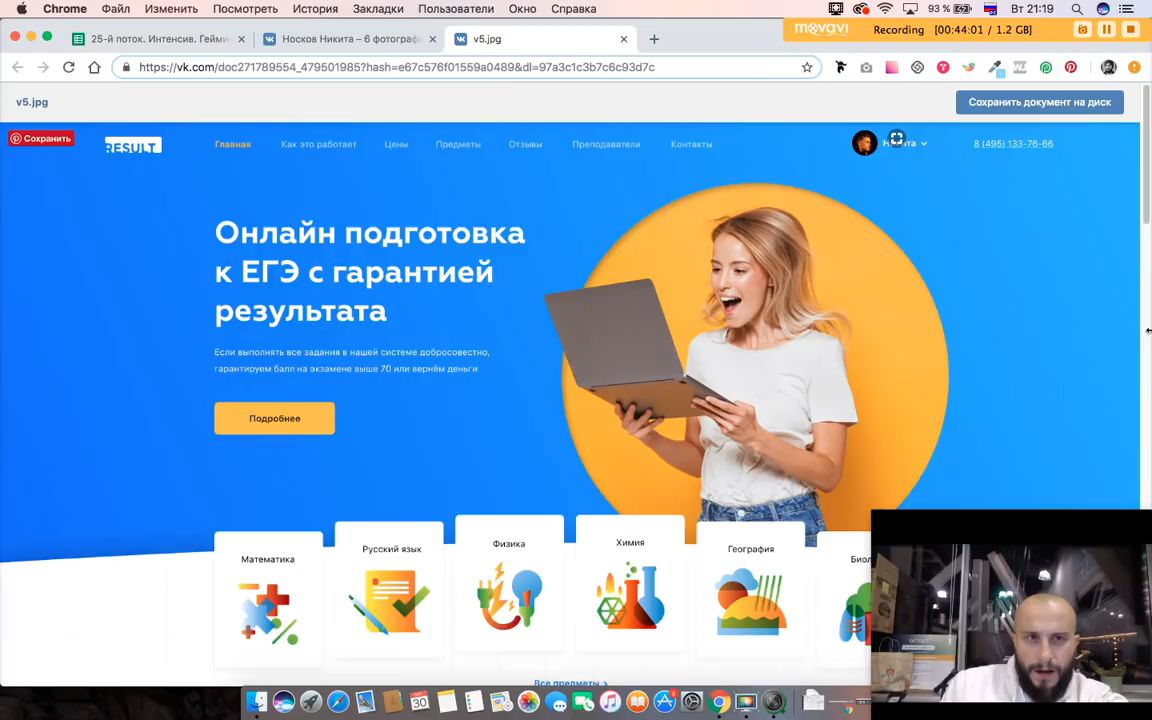 Chrome Файл Изменить Посмотреть История Закладки Пользователи Окно Справка 93 % Вт 21:19
movavi Recording [00:44:01 / 1.2 GB]
25-й поток. Интенсив. Гейми
Носков Никита – 6 фотограф
v5.jpg
https://vk.com/doc271789554_479501985?hash=e67c576f01559a0489&dl=97a3c1c3b7c6c93d7c
v5.jpg
Сохранить документ на диск
Сохранить
RESULT
Главная Как это работает Цены Предметы Отзывы Преподаватели Контакты
8 (495) 133-76-66
Онлайн подготовка
к ЕГЭ с гарантией
результата
Если выполнять все задания в нашей системе добросовестно,
гарантируем балл на экзамене выше 70 или вернём деньги
Подробнее
Математика
Русский язык
Физика
Химия
География
Биол
Все предметы
30